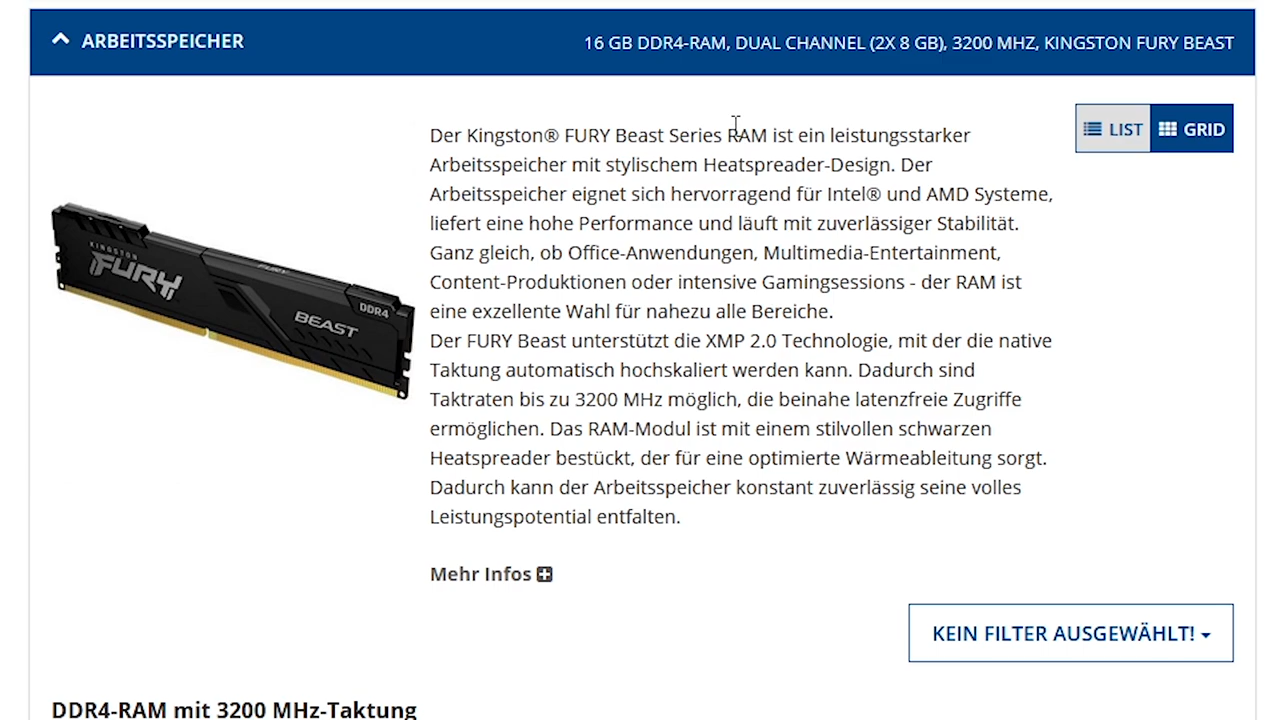 ARBEITSSPEICHER
16 GB DDR4-RAM, DUAL CHANNEL (2X 8 GB), 3200 MHZ, KINGSTON FURY BEAST
LIST
GRID
Der Kingston® FURY Beast Series RAM ist ein leistungsstarker
Arbeitsspeicher mit stylischem Heatspreader-Design. Der
Arbeitsspeicher eignet sich hervorragend für Intel® und AMD Systeme,
liefert eine hohe Performance und läuft mit zuverlässiger Stabilität.
Ganz gleich, ob Office-Anwendungen, Multimedia-Entertainment,
Content-Produktionen oder intensive Gamingsessions - der RAM ist
eine exzellente Wahl für nahezu alle Bereiche.
Der FURY Beast unterstützt die XMP 2.0 Technologie, mit der die native
Taktung automatisch hochskaliert werden kann. Dadurch sind
Taktraten bis zu 3200 MHz möglich, die beinahe latenzfreie Zugriffe
ermöglichen. Das RAM-Modul ist mit einem stilvollen schwarzen
Heatspreader bestückt, der für eine optimierte Wärmeableitung sorgt.
Dadurch kann der Arbeitsspeicher konstant zuverlässig seine volles
Leistungspotential entfalten.
KINGSTON
FURY
FURY
BEAST
DDR4
Mehr Infos
KEIN FILTER AUSGEWÄHLT!
DDR4-RAM mit 3200 MHz-Taktung